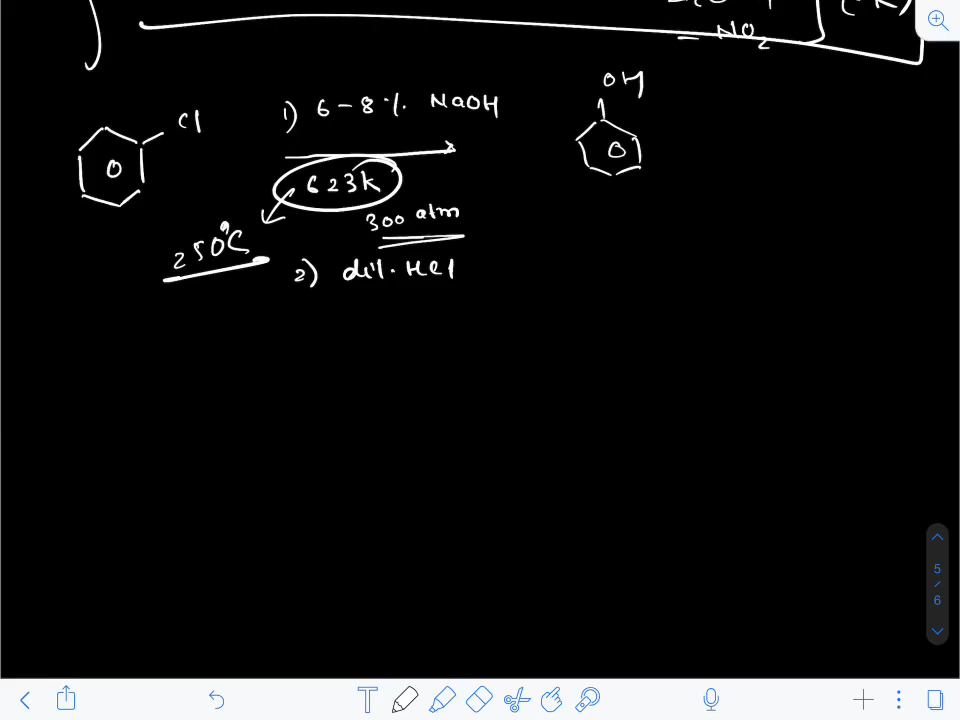 = NO2
OH
Cl
1) 6-8%. NaOH
623k
300 atm
250°C
2) dil. HCl
5
/
6
T